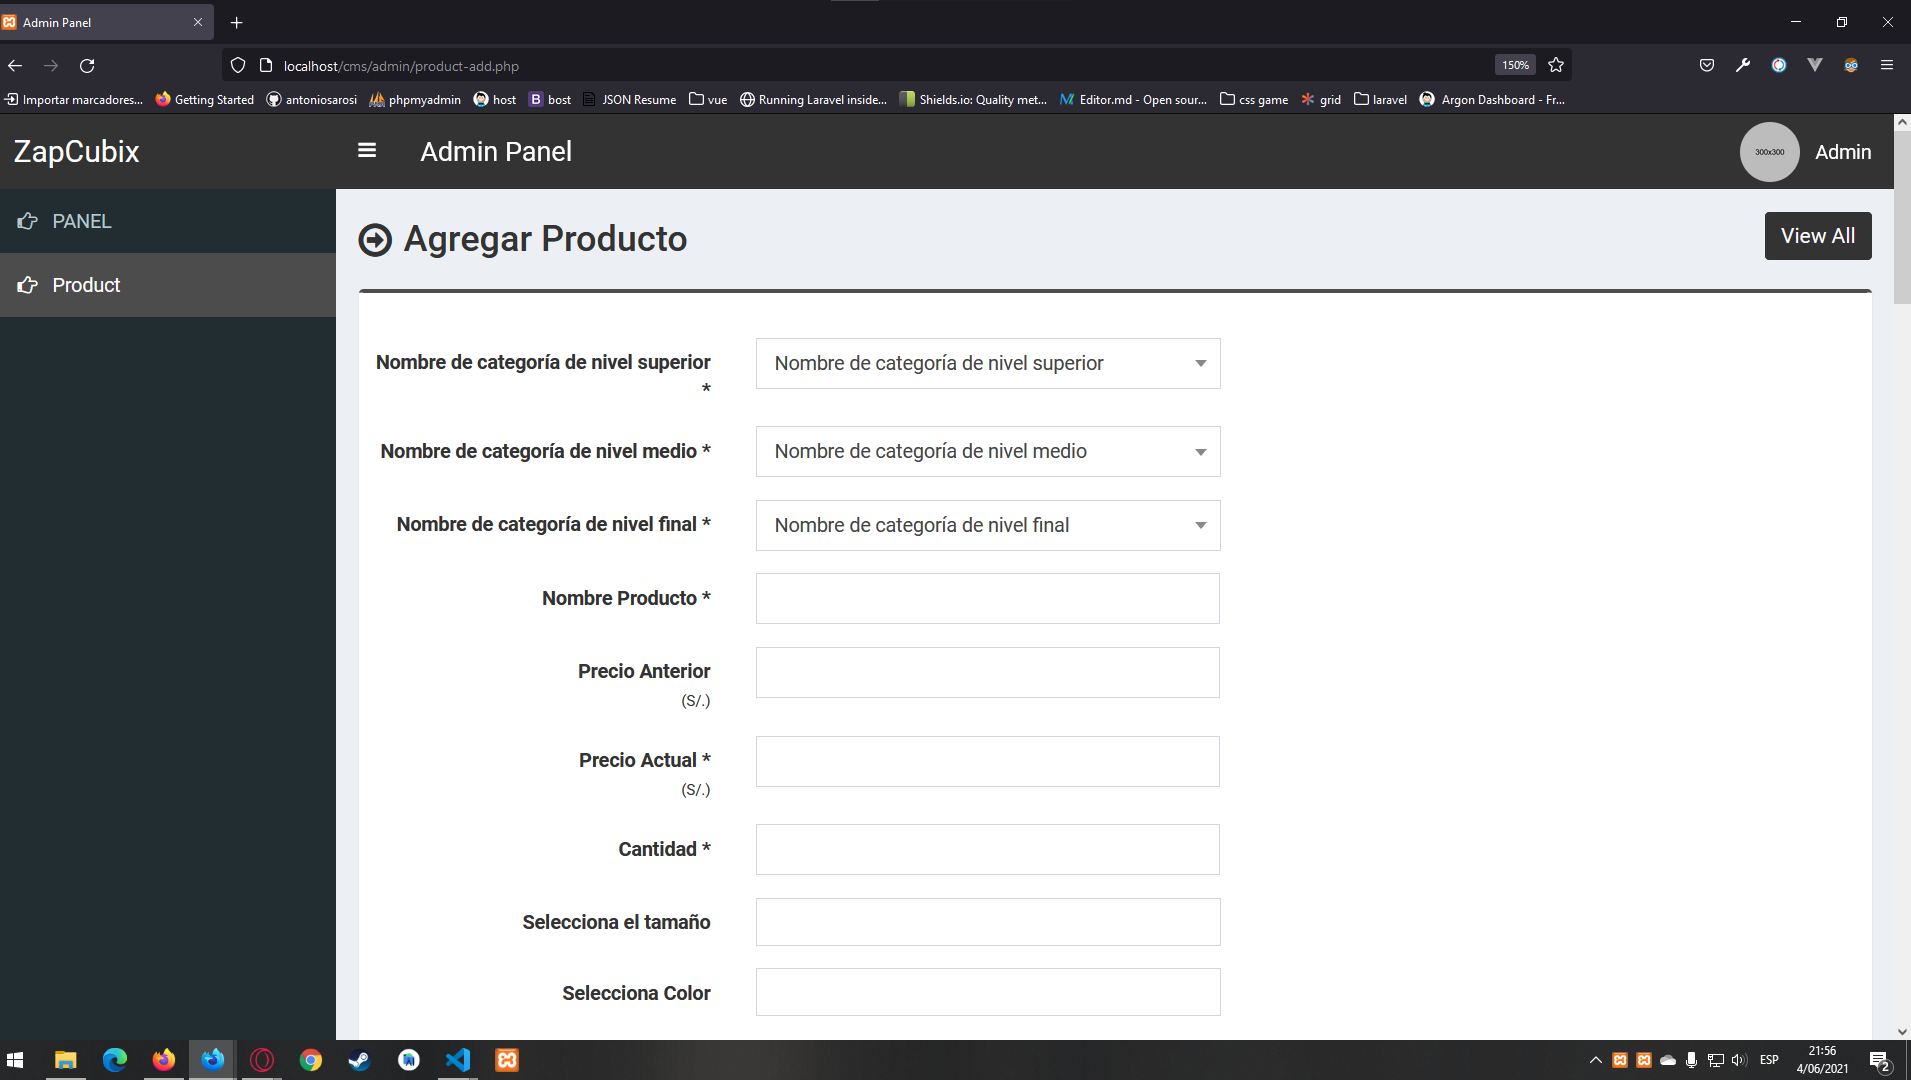 Admin Panel
localhost/cms/admin/product-add.php
150%
Importar marcadores...
Getting Started
antoniosarosi
phpmyadmin
host
bost
JSON Resume
vue
Running Laravel inside...
Shields.io: Quality met...
Editor.md - Open sour...
css game
grid
laravel
Argon Dashboard - Fr...
ZapCubix
Admin Panel
300x300
Admin
PANEL
Product
Agregar Producto
View All
Nombre de categoría de nivel superior
*
Nombre de categoría de nivel superior
Nombre de categoría de nivel medio *
Nombre de categoría de nivel medio
Nombre de categoría de nivel final *
Nombre de categoría de nivel final
Nombre Producto *
Precio Anterior
(S/.)
Precio Actual *
(S/.)
Cantidad *
Selecciona el tamaño
Selecciona Color
ESP
21:56
4/06/2021
2